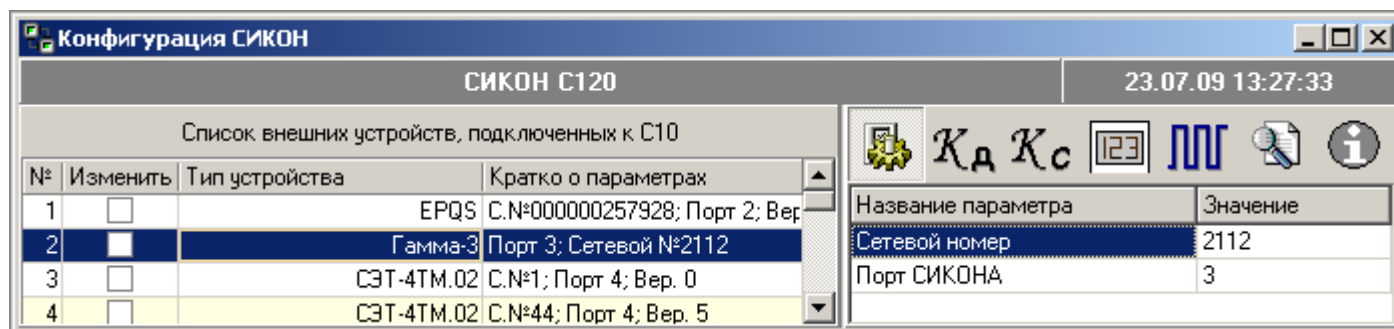 Конфигурация СИКОН
СИКОН С120 23.07.09 13:27:33
Список внешних устройств, подключенных к С10
Кд Кс 123
№ Изменить Тип устройства Кратко о параметрах
Название параметра Значение
1 EPQS С.№000000257928; Порт 2; Вер
2 Гамма-3 Порт 3; Сетевой №2112
Сетевой номер 2112
3 СЭТ-4ТМ.02 С.№1; Порт 4; Вер. 0
Порт СИКОНА 3
4 СЭТ-4ТМ.02 С.№44; Порт 4; Вер. 5